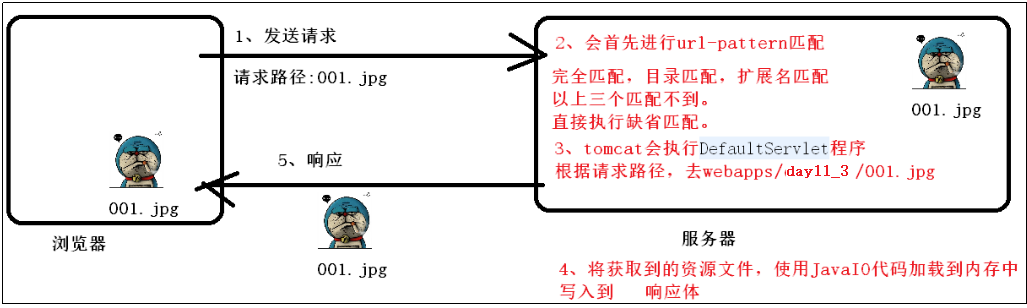 1、发送请求
请求路径:001.jpg
5、响应
001.jpg
浏览器
001.jpg
2、会首先进行url-pattern匹配
完全匹配，目录匹配，扩展名匹配
以上三个匹配不到。
直接执行缺省匹配。
001.jpg
3、tomcat会执行DefaultServlet程序
根据请求路径，去webapps/day11_3 /001.jpg
服务器
4、将获取到的资源文件，使用JavaIO代码加载到内存中
写入到 响应体